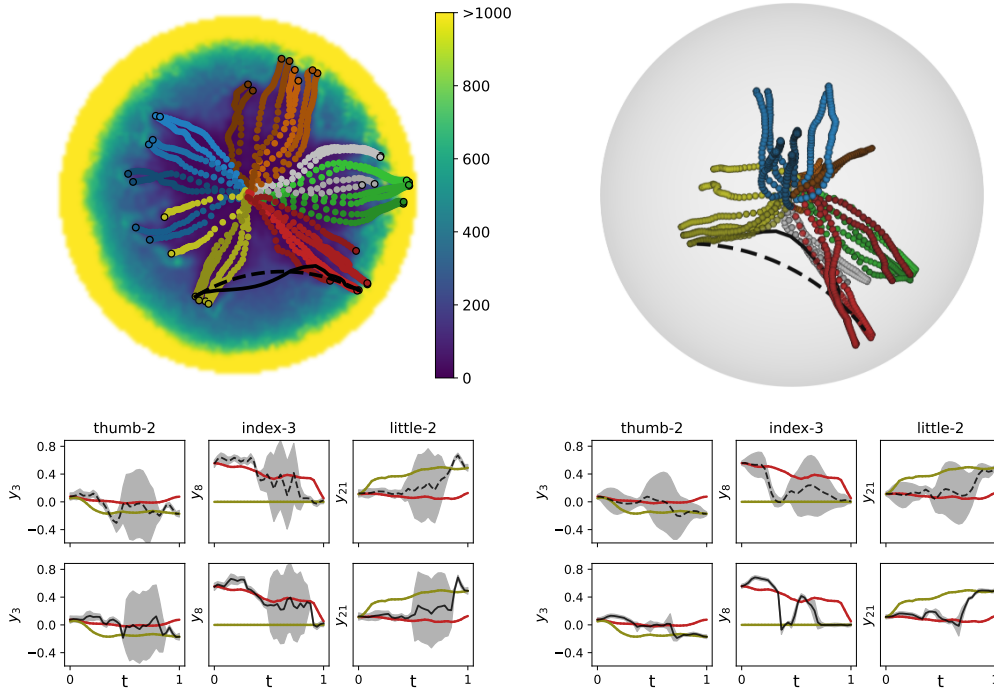 >1000
800
600
400
200
0
thumb-2 index-3 little-2 thumb-2 index-3 little-2
y3 0.8 0.4 0.0 −0.4 y8 y21 y3 0.8 0.4 0.0 −0.4 y8 y21
y3 0.8 0.4 0.0 −0.4 y8 y21 y3 0.8 0.4 0.0 −0.4 y8 y21
0 t 1 0 t 1 0 t 1 0 t 1 0 t 1 0 t 1